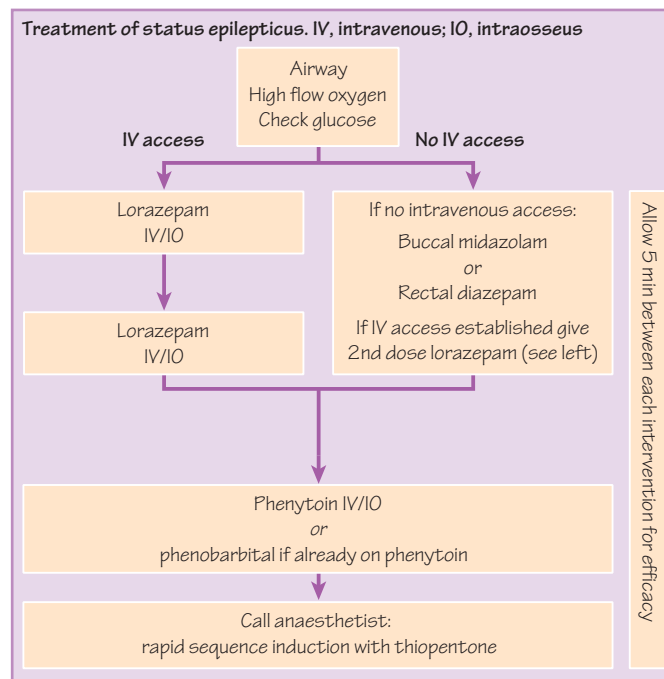 Treatment of status epilepticus. IV, intravenous; IO, intraosseus
Airway
High flow oxygen
Check glucose
IV access
No IV access
Lorazepam
IV/IO
Lorazepam
IV/IO
If no intravenous access:
Buccal midazolam
or
Rectal diazepam
If IV access established give
2nd dose lorazepam (see left)
Allow 5 min between each intervention for efficacy
Phenytoin IV/IO
or
phenobarbital if already on phenytoin
Call anaesthetist:
rapid sequence induction with thiopentone